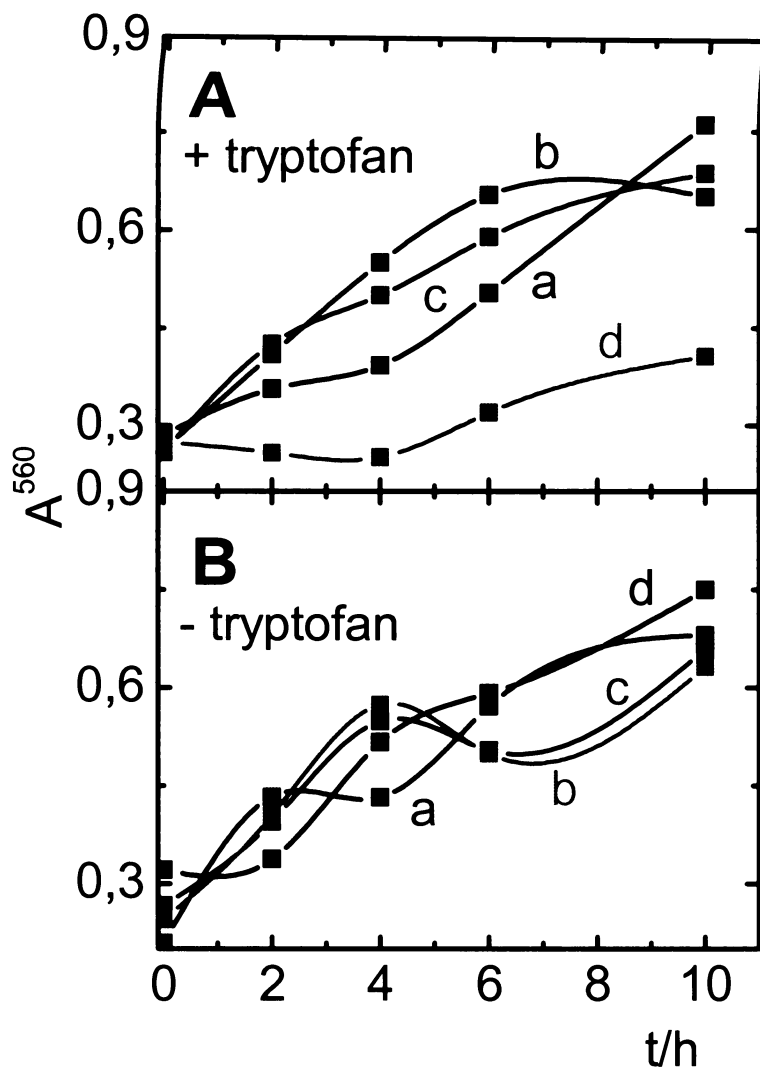 0,9
A
+ tryptofan
b
0,6
c
a
d
0,3
A560
0,9
B
- tryptofan
d
0,6
c
b
a
0,3
0 2 4 6 8 10
t/h